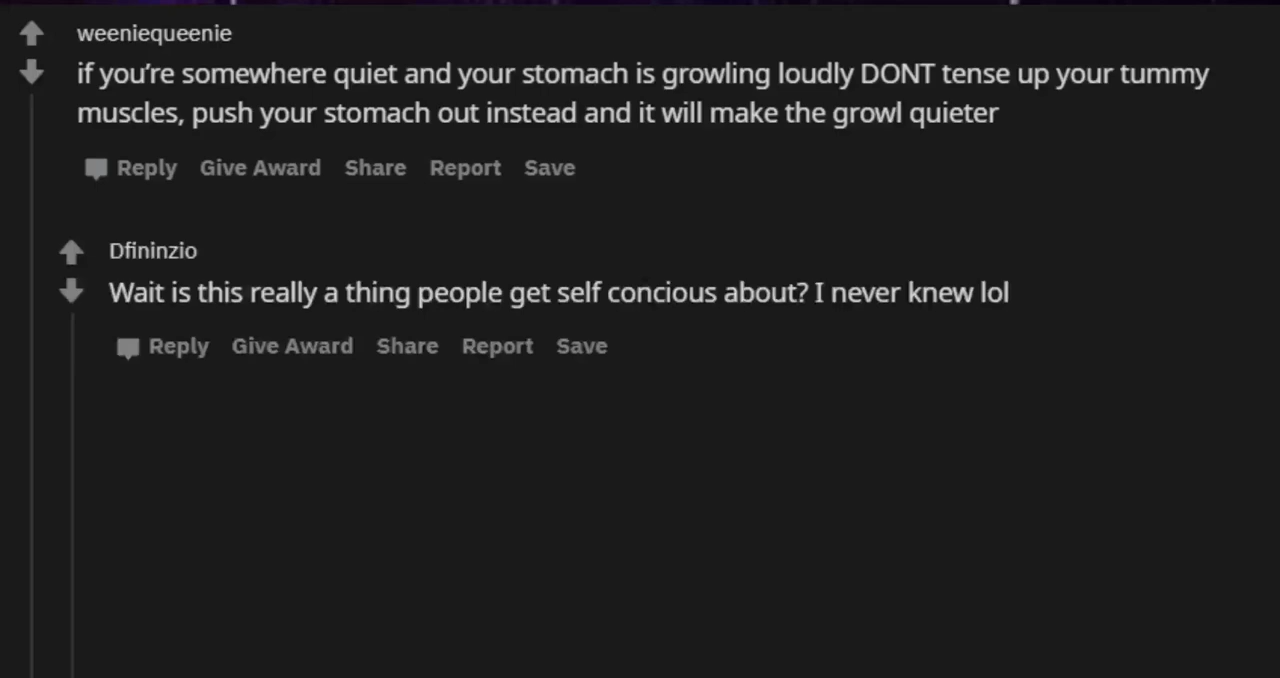 weeniequeenie
if you’re somewhere quiet and your stomach is growling loudly DONT tense up your tummy
muscles, push your stomach out instead and it will make the growl quieter
Reply Give Award Share Report Save
Dfininzio
Wait is this really a thing people get self concious about? I never knew lol
Reply Give Award Share Report Save